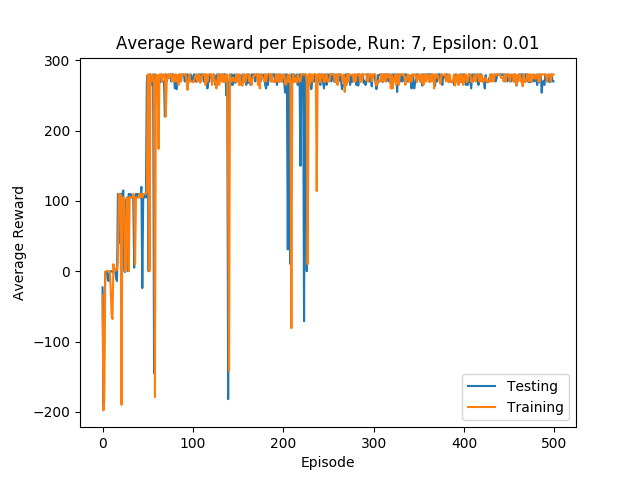 Average Reward per Episode, Run: 7, Epsilon: 0.01
300
200
100
0
−100
−200
Average Reward
0 100 200 300 400 500
Episode
Testing
Training